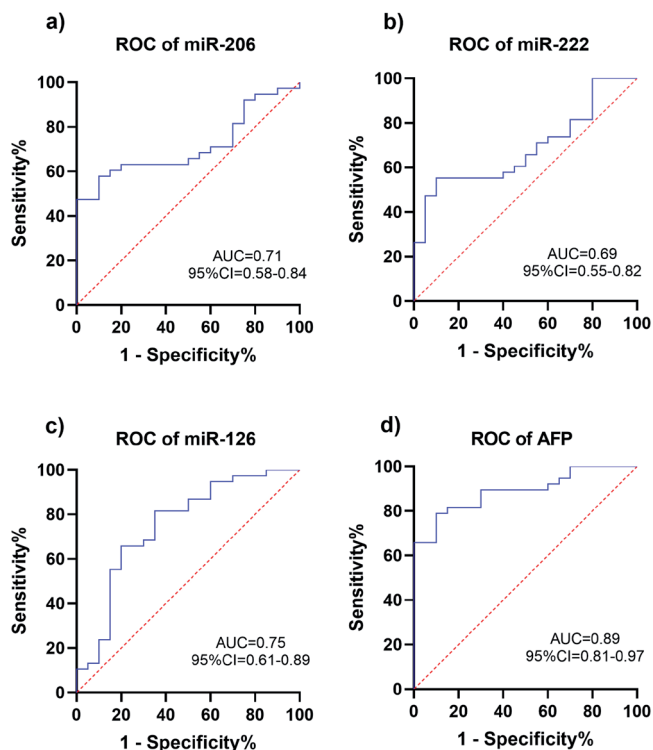 a)
ROC of miR-206
Sensitivity%
100
80
60
40
20
0
0 20 40 60 80 100
1 - Specificity%
AUC=0.71
95%CI=0.58-0.84
b)
ROC of miR-222
Sensitivity%
100
80
60
40
20
0
0 20 40 60 80 100
1 - Specificity%
AUC=0.69
95%CI=0.55-0.82
c)
ROC of miR-126
Sensitivity%
100
80
60
40
20
0
0 20 40 60 80 100
1 - Specificity%
AUC=0.75
95%CI=0.61-0.89
d)
ROC of AFP
Sensitivity%
100
80
60
40
20
0
0 20 40 60 80 100
1 - Specificity%
AUC=0.89
95%CI=0.81-0.97